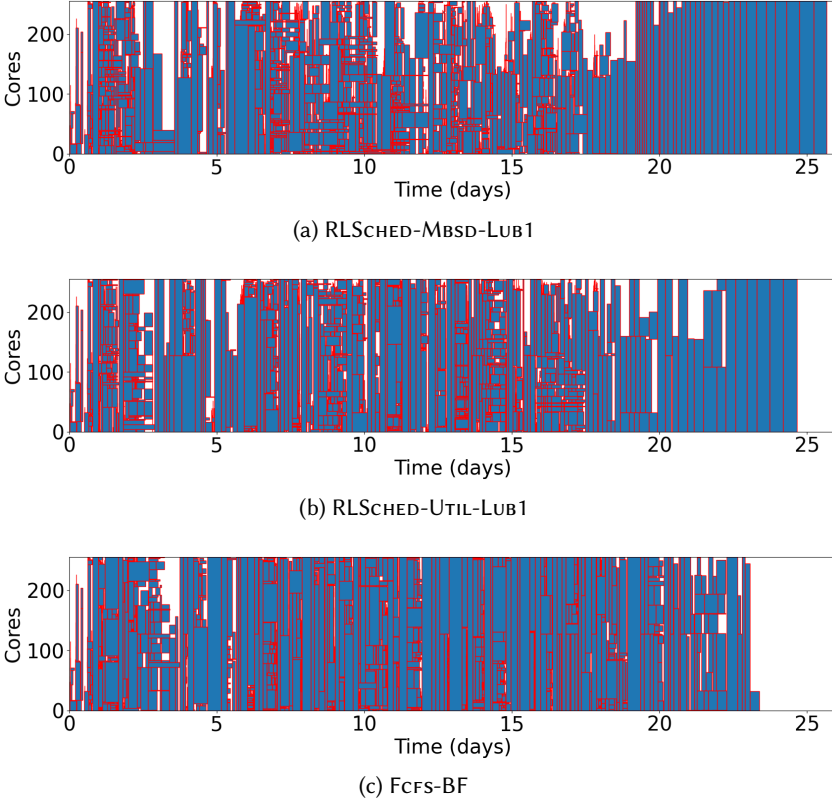 200
100
0
Cores
0 5 10 15 20 25
Time (days)
(a) RLSCHED-MBSD-LUB1
200
100
0
Cores
0 5 10 15 20 25
Time (days)
(b) RLSCHED-UTIL-LUB1
200
100
0
Cores
0 5 10 15 20 25
Time (days)
(c) FCFS-BF